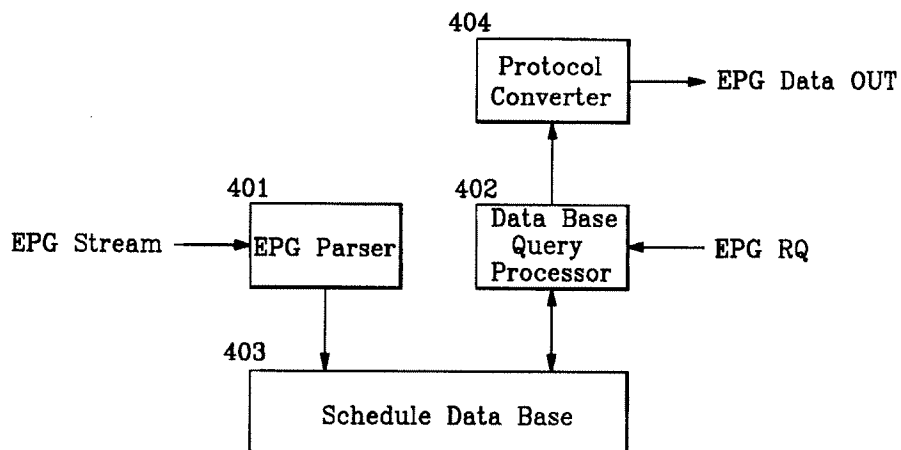 404
Protocol
Converter
EPG Data OUT
401
402
EPG Stream
EPG Parser
Data Base
Query
Processor
EPG RQ
403
Schedule Data Base